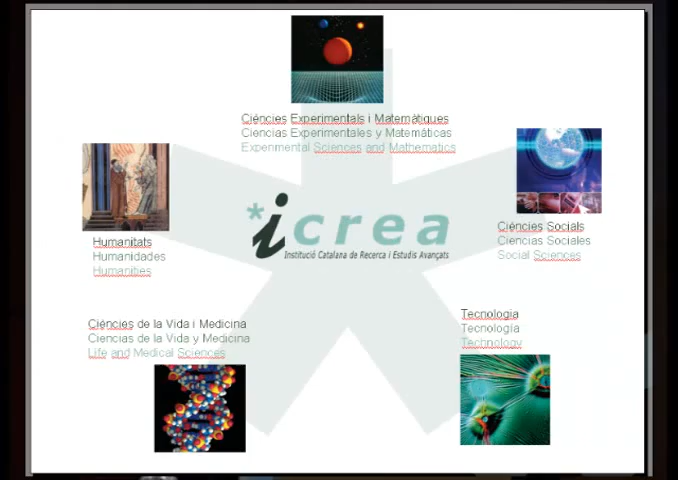 Ciències Experimentals i Matemàtiques
Ciencias Experimentales y Matemáticas
Experimental Sciences and Mathematics
Humanitats
Humanidades
Humanities
*icrea
Institució Catalana de Recerca i Estudis Avançats
Ciències Socials
Ciencias Sociales
Social Sciences
Ciències de la Vida i Medicina
Ciencias de la Vida y Medicina
Life and Medical Sciences
Tecnologia
Tecnología
Technology